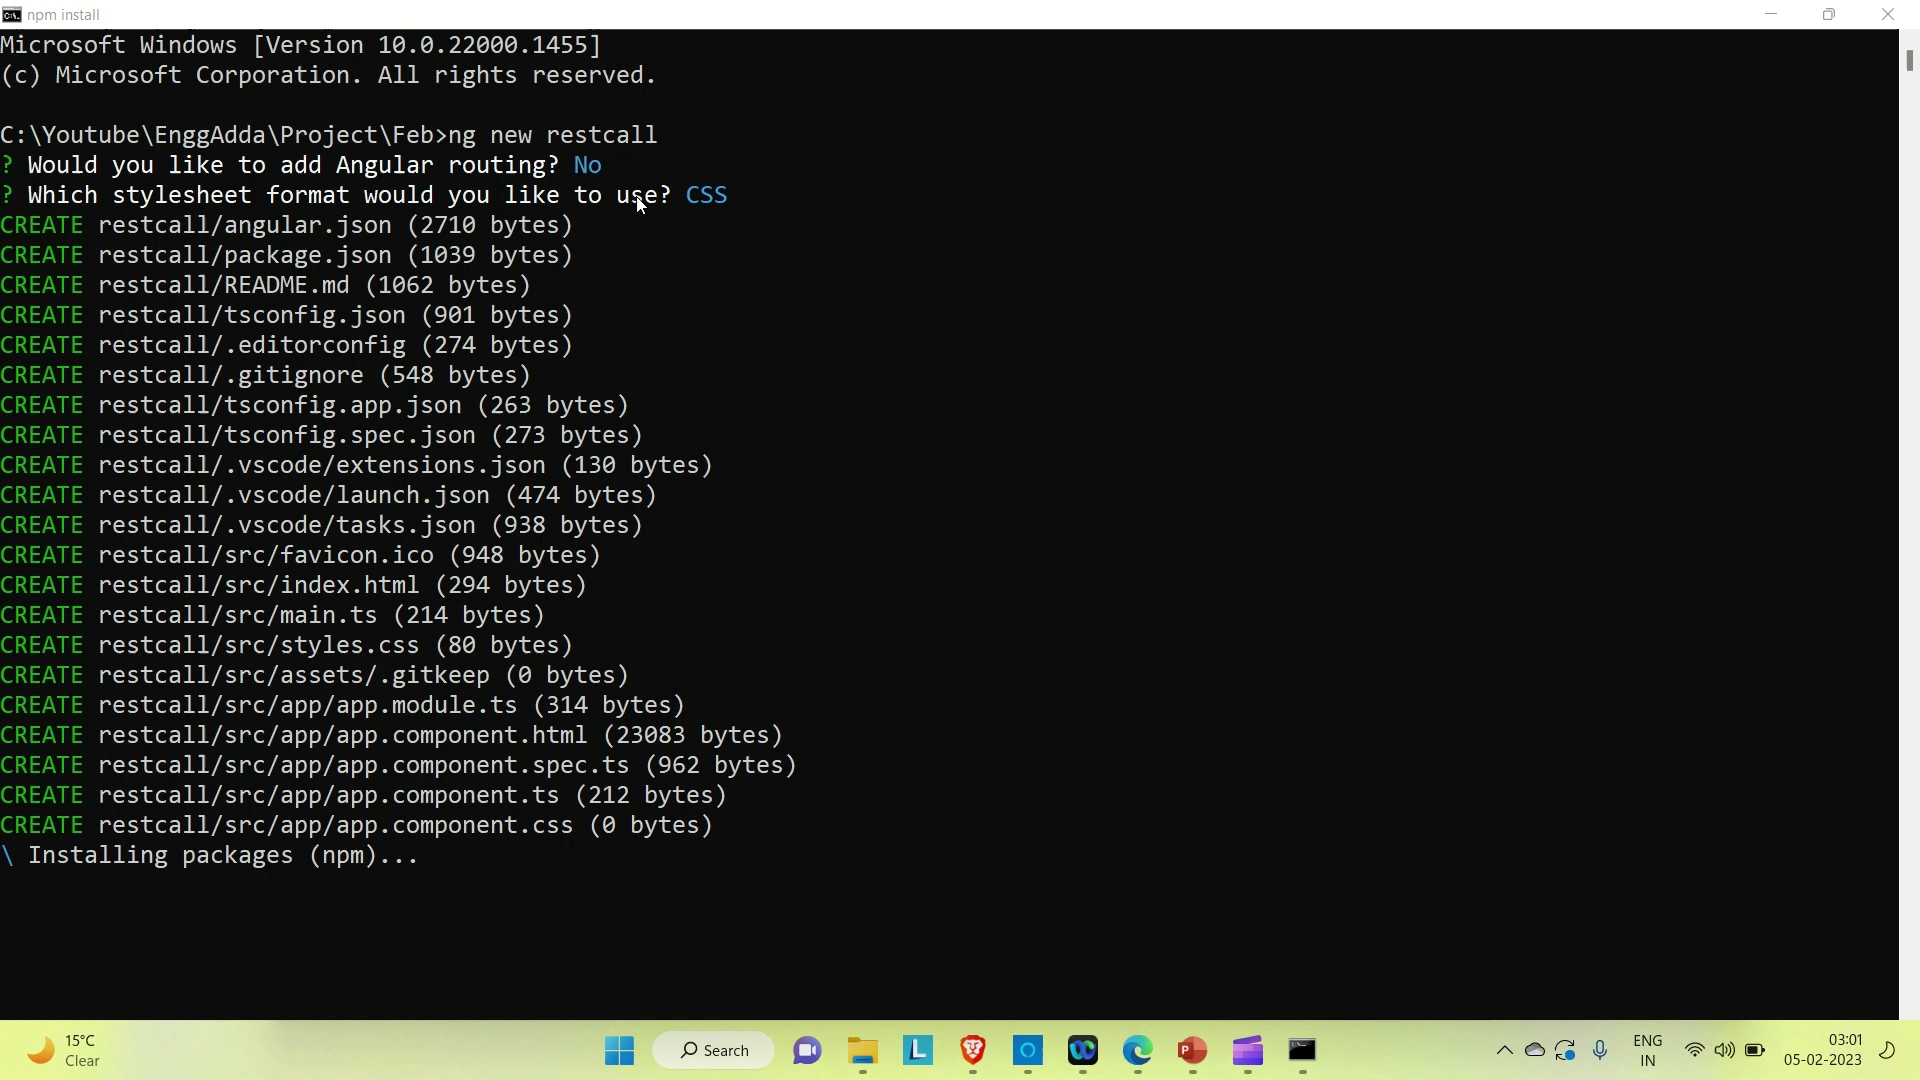 npm install
Microsoft Windows [Version 10.0.22000.1455]
(c) Microsoft Corporation. All rights reserved.
C:\Youtube\EnggAdda\Project\Feb>ng new restcall
? Would you like to add Angular routing? No
? Which stylesheet format would you like to use? CSS
CREATE restcall/angular.json (2710 bytes)
CREATE restcall/package.json (1039 bytes)
CREATE restcall/README.md (1062 bytes)
CREATE restcall/tsconfig.json (901 bytes)
CREATE restcall/.editorconfig (274 bytes)
CREATE restcall/.gitignore (548 bytes)
CREATE restcall/tsconfig.app.json (263 bytes)
CREATE restcall/tsconfig.spec.json (273 bytes)
CREATE restcall/.vscode/extensions.json (130 bytes)
CREATE restcall/.vscode/launch.json (474 bytes)
CREATE restcall/.vscode/tasks.json (938 bytes)
CREATE restcall/src/favicon.ico (948 bytes)
CREATE restcall/src/index.html (294 bytes)
CREATE restcall/src/main.ts (214 bytes)
CREATE restcall/src/styles.css (80 bytes)
CREATE restcall/src/assets/.gitkeep (0 bytes)
CREATE restcall/src/app/app.module.ts (314 bytes)
CREATE restcall/src/app/app.component.html (23083 bytes)
CREATE restcall/src/app/app.component.spec.ts (962 bytes)
CREATE restcall/src/app/app.component.ts (212 bytes)
CREATE restcall/src/app/app.component.css (0 bytes)
\ Installing packages (npm)...
15°C
Clear
Search
ENG
IN
03:01
05-02-2023